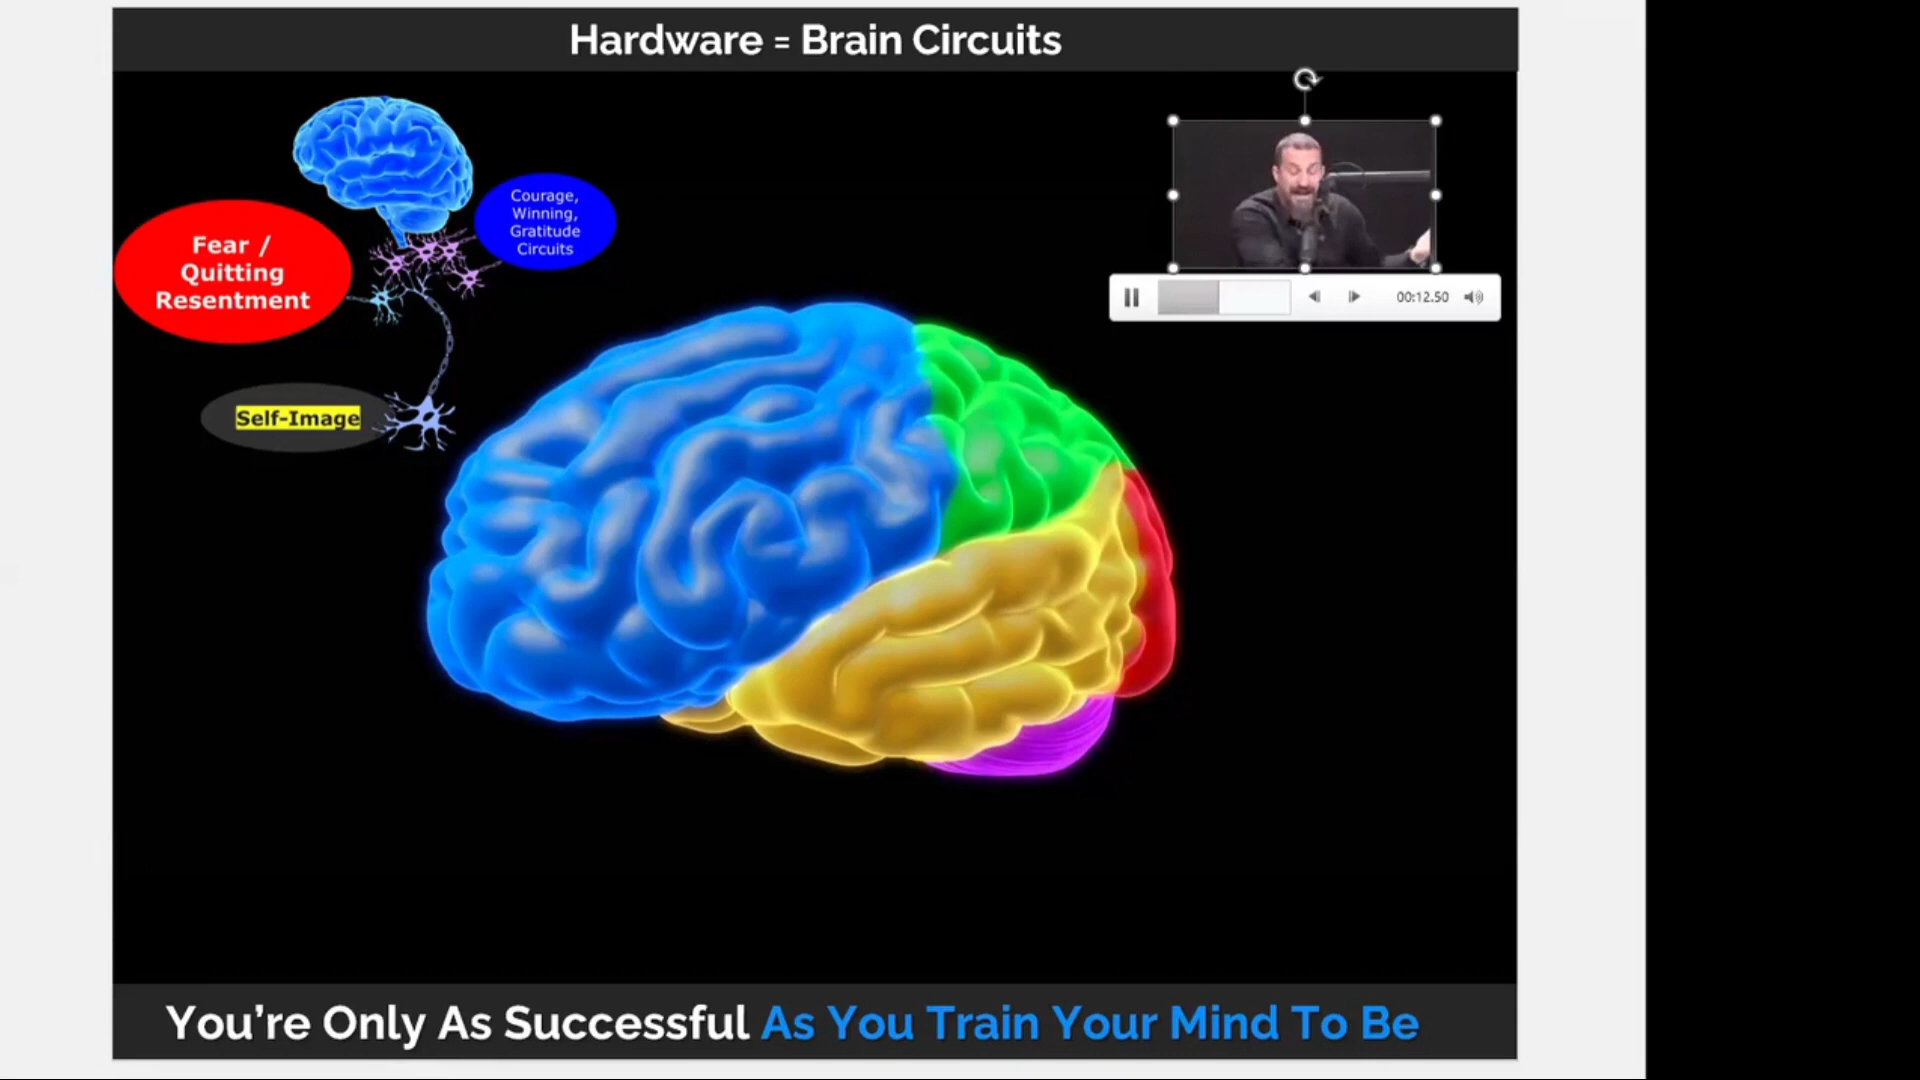 Hardware = Brain Circuits
Courage,
Winning,
Gratitude
Circuits
Fear /
Quitting
Resentment
Self-Image
00:12.50
You're Only As Successful As You Train Your Mind To Be